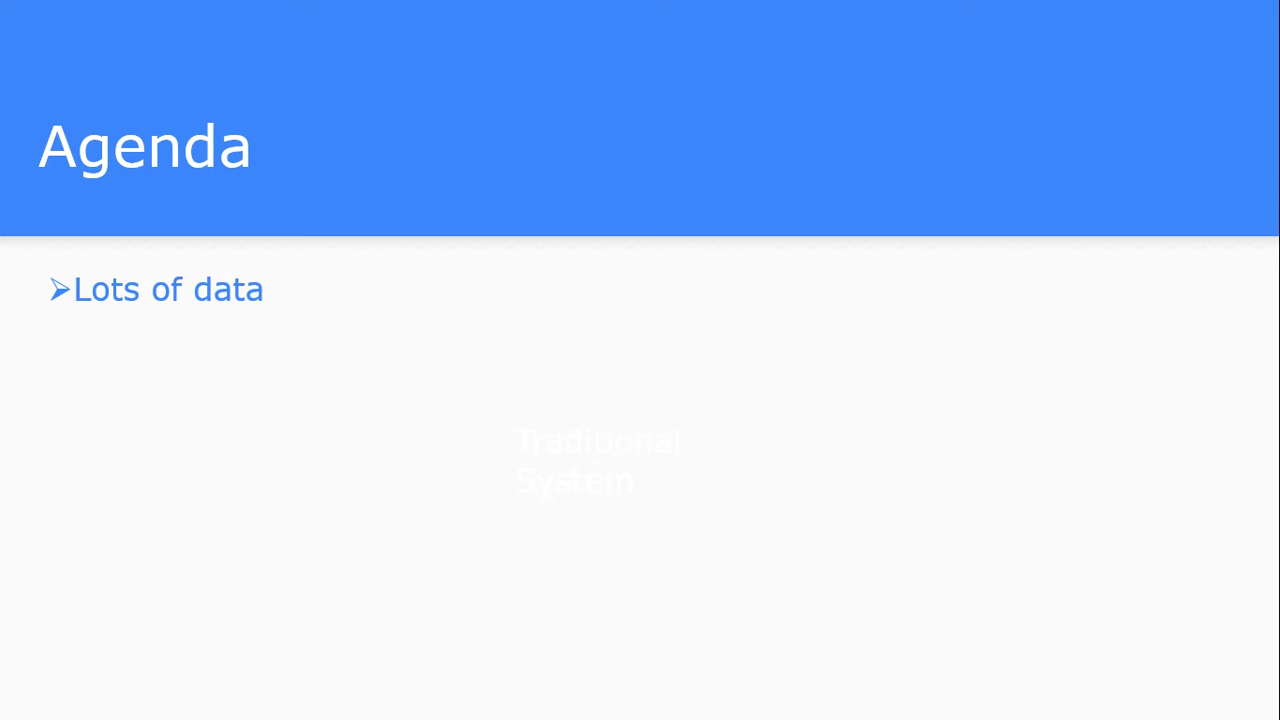 Agenda
➢Lots of data
Traditional
System